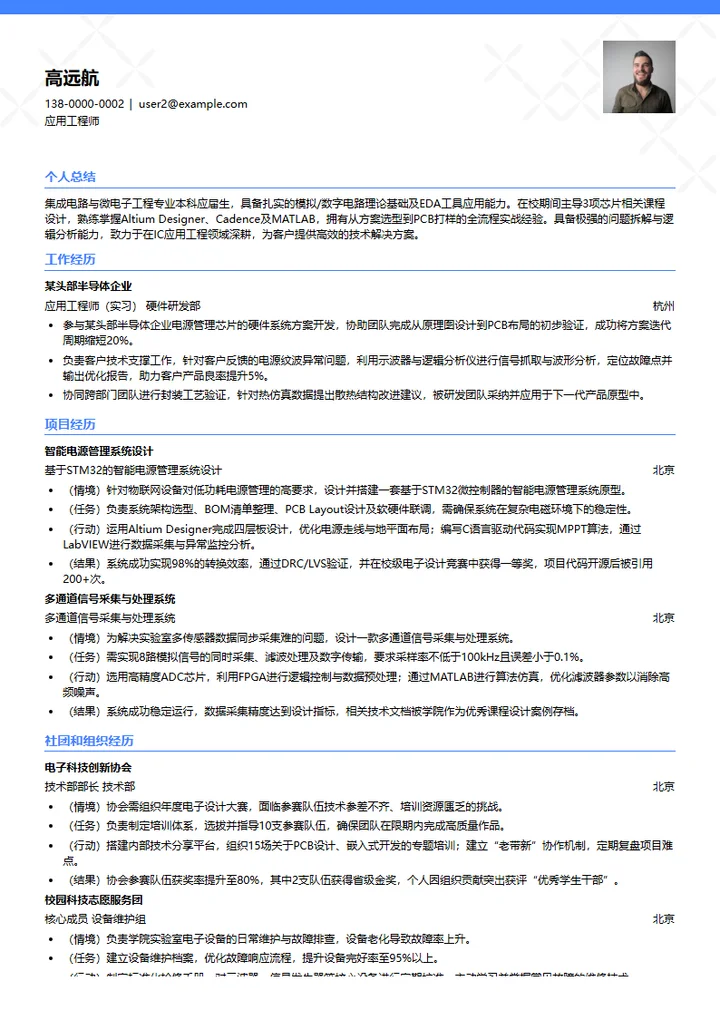 高远航
138-0000-0002 | user2@example.com
应用工程师
个人总结
集成电路与微电子工程专业本科应届生，具备扎实的模拟/数字电路理论基础及EDA工具应用能力。在校期间主导3项芯片相关课程
设计，熟练掌握Altium Designer、Cadence及MATLAB，拥有从方案选型到PCB打样的全流程实战经验。具备极强的问题拆解与逻
辑分析能力，致力于在IC应用工程领域深耕，为客户提供高效的技术解决方案。
工作经历
某头部半导体企业
应用工程师（实习） 硬件研发部 杭州
• 参与某头部半导体企业电源管理芯片的硬件系统方案开发，协助团队完成从原理图设计到PCB布局的初步验证，成功将方案迭代
周期缩短20%。
• 负责客户技术支撑工作，针对客户反馈的电源纹波异常问题，利用示波器与逻辑分析仪进行信号抓取与波形分析，定位故障点并
输出优化报告，助力客户产品良率提升5%。
• 协同跨部门团队进行封装工艺验证，针对热仿真数据提出散热结构改进建议，被研发团队采纳并应用于下一代产品原型中。
项目经历
智能电源管理系统设计
基于STM32的智能电源管理系统设计 北京
• （情境）针对物联网设备对低功耗电源管理的高要求，设计并搭建一套基于STM32微控制器的智能电源管理系统原型。
• （任务）负责系统架构选型、BOM清单整理、PCB Layout设计及软硬件联调，需确保系统在复杂电磁环境下的稳定性。
• （行动）运用Altium Designer完成四层板设计，优化电源走线与地平面布局；编写C语言驱动代码实现MPPT算法，通过
LabVIEW进行数据采集与异常监控分析。
• （结果）系统成功实现98%的转换效率，通过DRC/LVS验证，并在校级电子设计竞赛中获得一等奖，项目代码开源后被引用
200+次。
多通道信号采集与处理系统
多通道信号采集与处理系统 北京
• （情境）为解决实验室多传感器数据同步采集难的问题，设计一款多通道信号采集与处理系统。
• （任务）需实现8路模拟信号的同时采集、滤波处理及数字传输，要求采样率不低于100kHz且误差小于0.1%。
• （行动）选用高精度ADC芯片，利用FPGA进行逻辑控制与数据预处理；通过MATLAB进行算法仿真，优化滤波器参数以消除高
频噪声。
• （结果）系统成功稳定运行，数据采集精度达到设计指标，相关技术文档被学院作为优秀课程设计案例存档。
社团和组织经历
电子科技创新协会
技术部部长 技术部 北京
• （情境）协会需组织年度电子设计大赛，面临参赛队伍技术参差不齐、培训资源匮乏的挑战。
• （任务）负责制定培训体系，选拔并指导10支参赛队伍，确保团队在限期内完成高质量作品。
• （行动）搭建内部技术分享平台，组织15场关于PCB设计、嵌入式开发的专题培训；建立“老带新”协作机制，定期复盘项目难
点。
• （结果）协会参赛队伍获奖率提升至80%，其中2支队伍获得省级金奖，个人因组织贡献突出获评“优秀学生干部”。
校园科技志愿服务团
核心成员 设备维护组 北京
• （情境）负责学院实验室电子设备的日常维护与故障排查，设备老化导致故障率上升。
• （任务）建立设备维护档案，优化故障响应流程，提升设备完好率至95%以上。